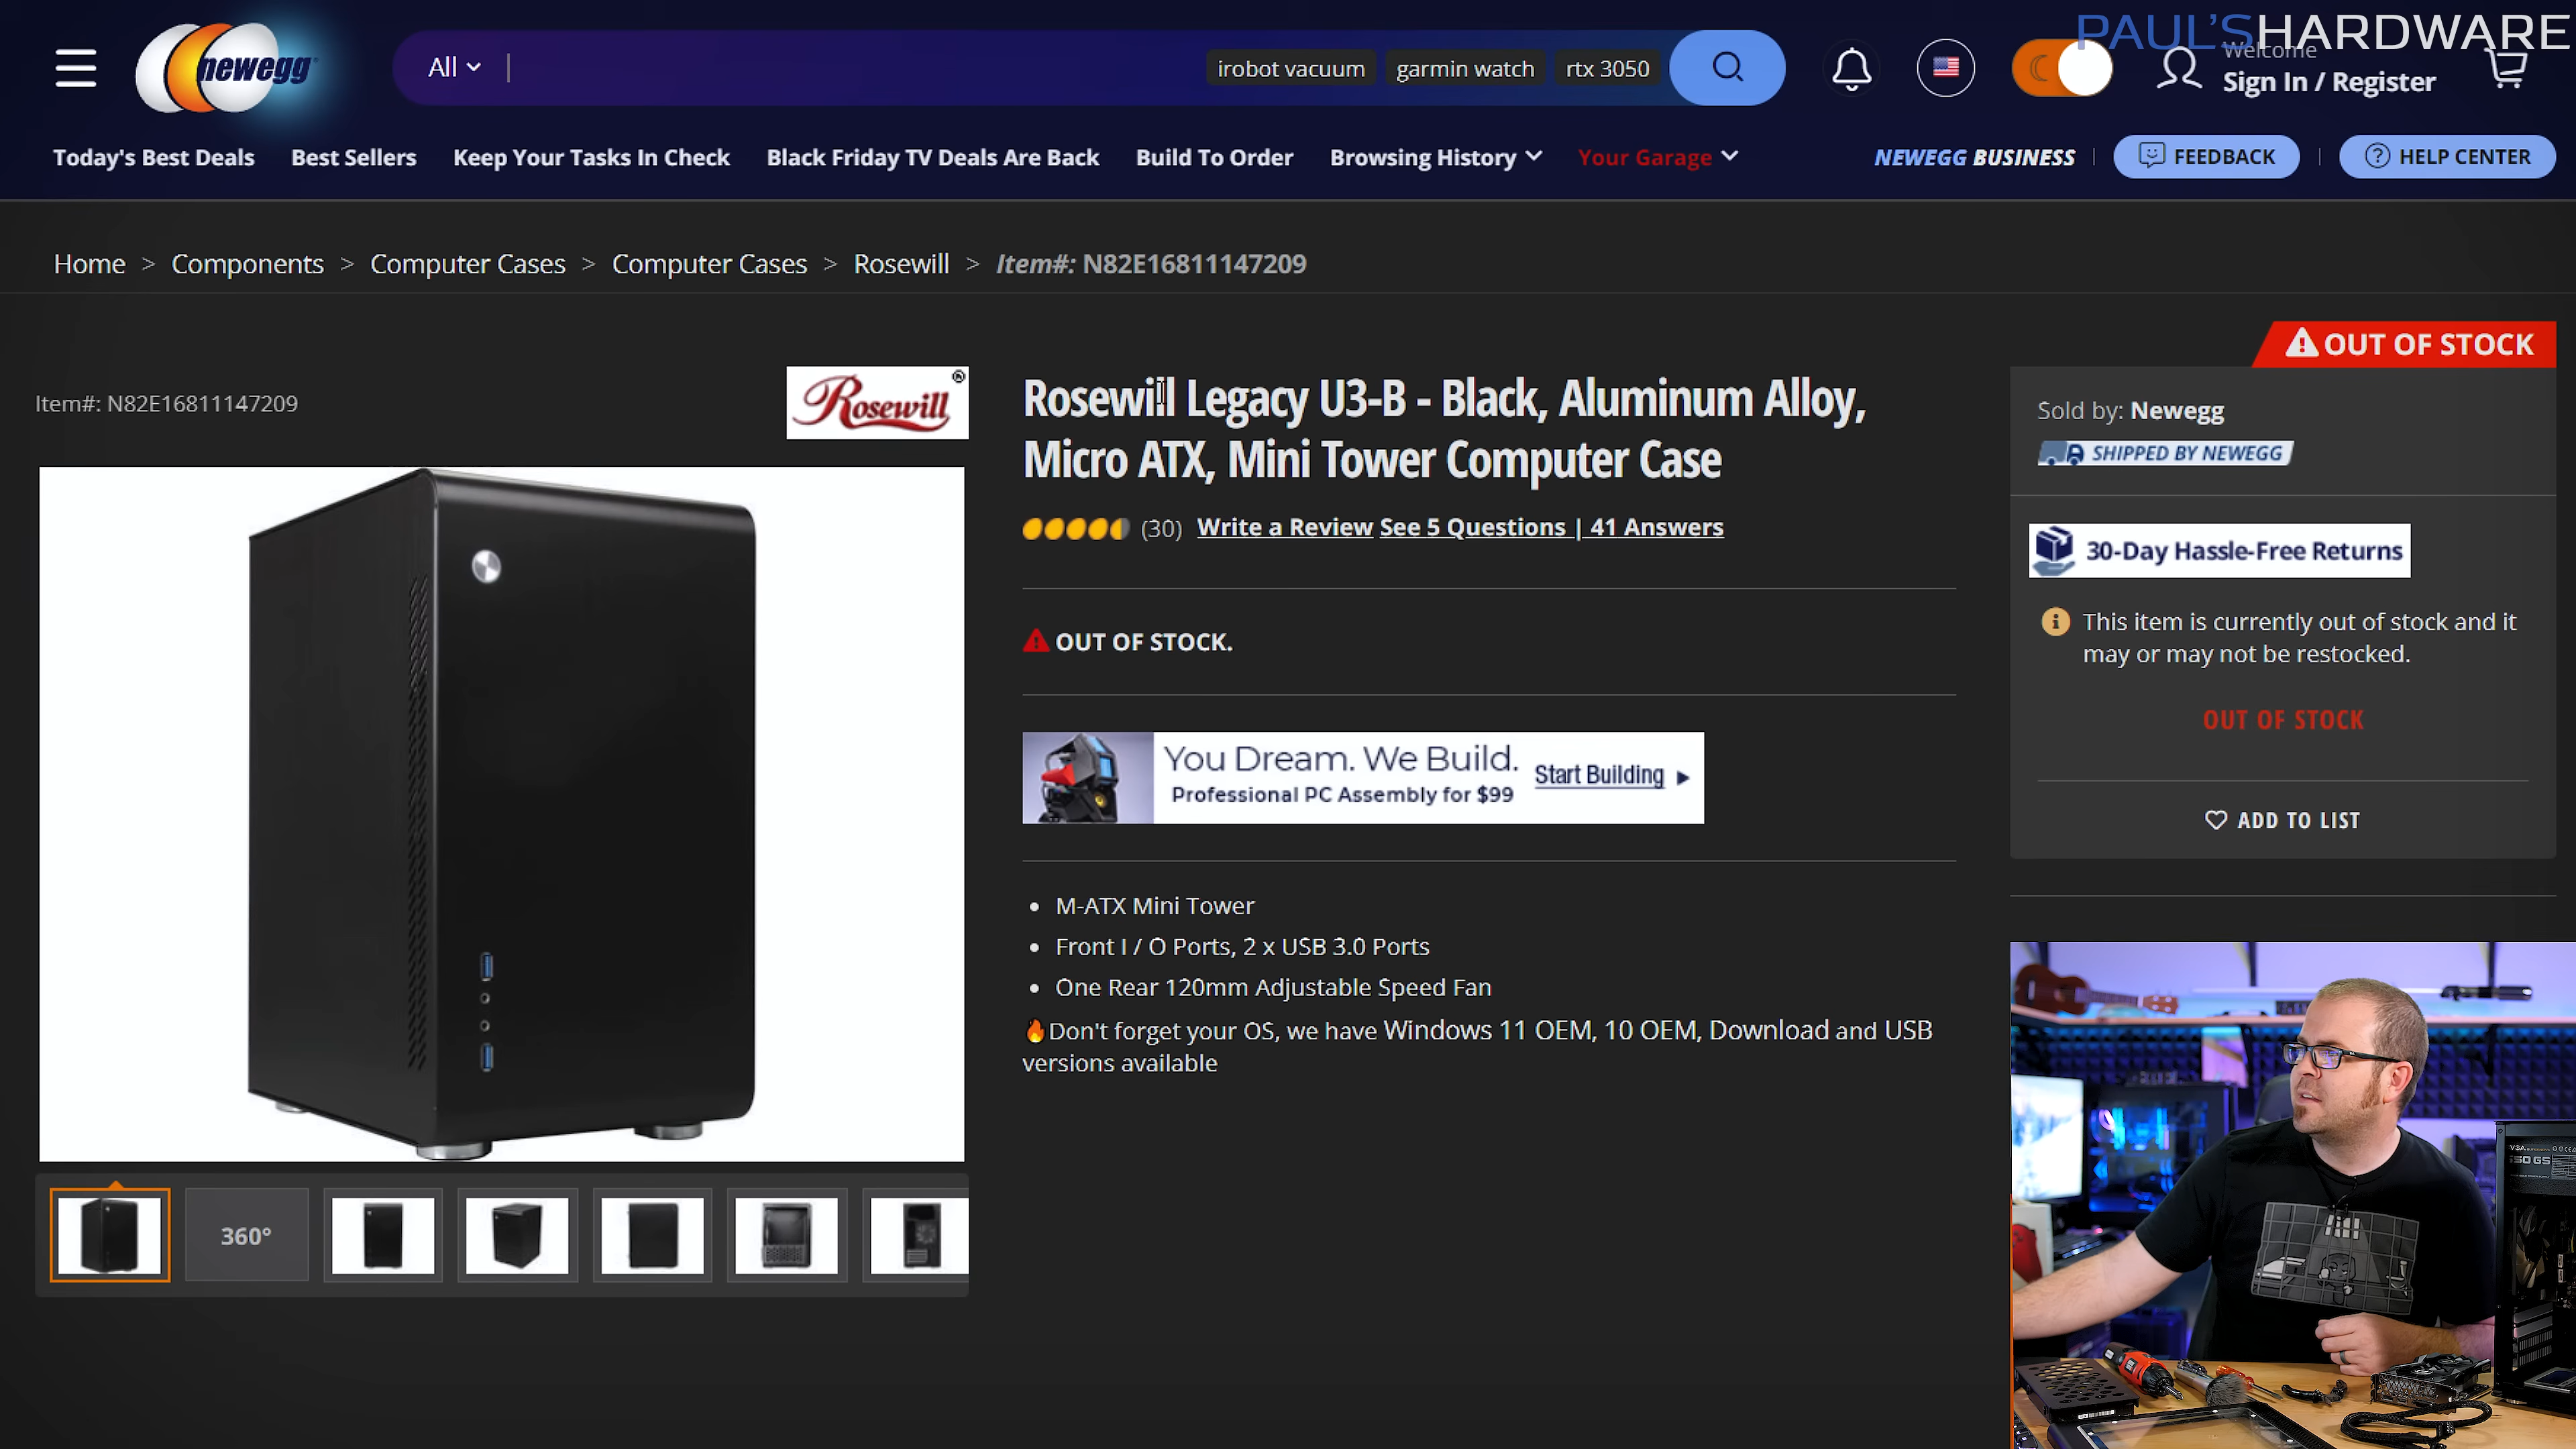 PAUL'SHARDWARE
newegg
All
irobot vacuum
garmin watch
rtx 3050
Welcome
Sign In / Register
Today's Best Deals
Best Sellers
Keep Your Tasks In Check
Black Friday TV Deals Are Back
Build To Order
Browsing History
Your Garage
NEWEGG BUSINESS
FEEDBACK
HELP CENTER
Home > Components > Computer Cases > Computer Cases > Rosewill > Item#: N82E16811147209
OUT OF STOCK
Item#: N82E16811147209
Rosewill®
360°
Rosewill Legacy U3-B - Black, Aluminum Alloy,
Micro ATX, Mini Tower Computer Case
(30) Write a Review See 5 Questions | 41 Answers
OUT OF STOCK.
You Dream. We Build.
Professional PC Assembly for $99
Start Building
• M-ATX Mini Tower
• Front I / O Ports, 2 x USB 3.0 Ports
• One Rear 120mm Adjustable Speed Fan
🔥Don't forget your OS, we have Windows 11 OEM, 10 OEM, Download and USB
versions available
Sold by: Newegg
SHIPPED BY NEWEGG
30-Day Hassle-Free Returns
This item is currently out of stock and it
may or may not be restocked.
OUT OF STOCK
ADD TO LIST